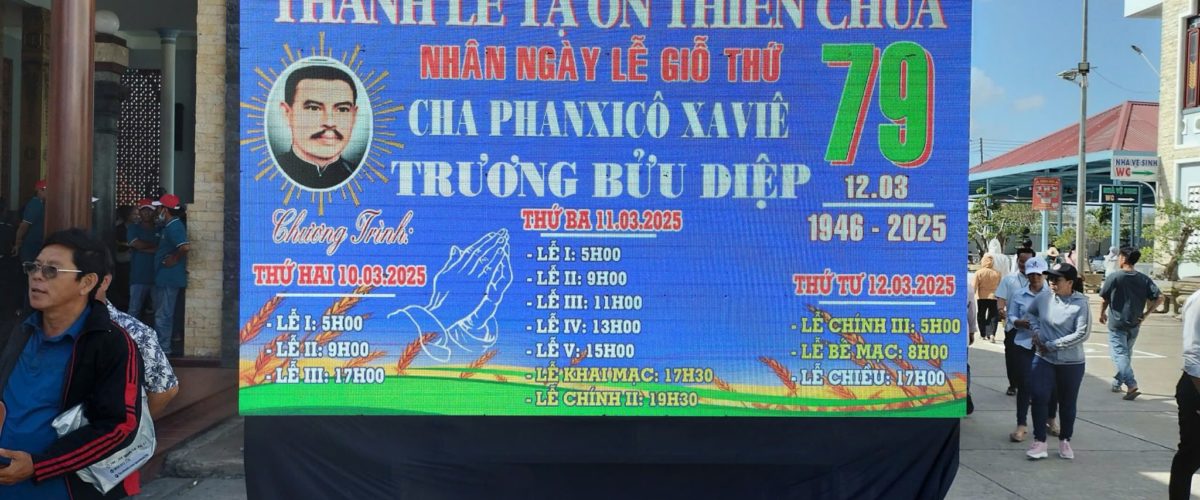 THÁNH LỄ TẠ ƠN THIÊN CHÚA
NHÂN NGÀY LỄ GIỖ THỨ
79
CHA PHANXICÔ XAVIÊ
TRƯƠNG BỬU DIỆP
12.03
1946 - 2025
Chương Trình:
THỨ HAI 10.03.2025
- LỄ I: 5H00
- LỄ II: 9H00
- LỄ III: 17H00
THỨ BA 11.03.2025
- LỄ I: 5H00
- LỄ II: 9H00
- LỄ III: 11H00
- LỄ IV: 13H00
- LỄ V: 15H00
- LỄ KHAI MẠC: 17H30
- LỄ CHÍNH II: 19H30
THỨ TƯ 12.03.2025
- LỄ CHÍNH III: 5H00
- LỄ BẾ MẠC: 8H00
- LỄ CHIỀU: 17H00
NHÀ VỆ SINH
WC